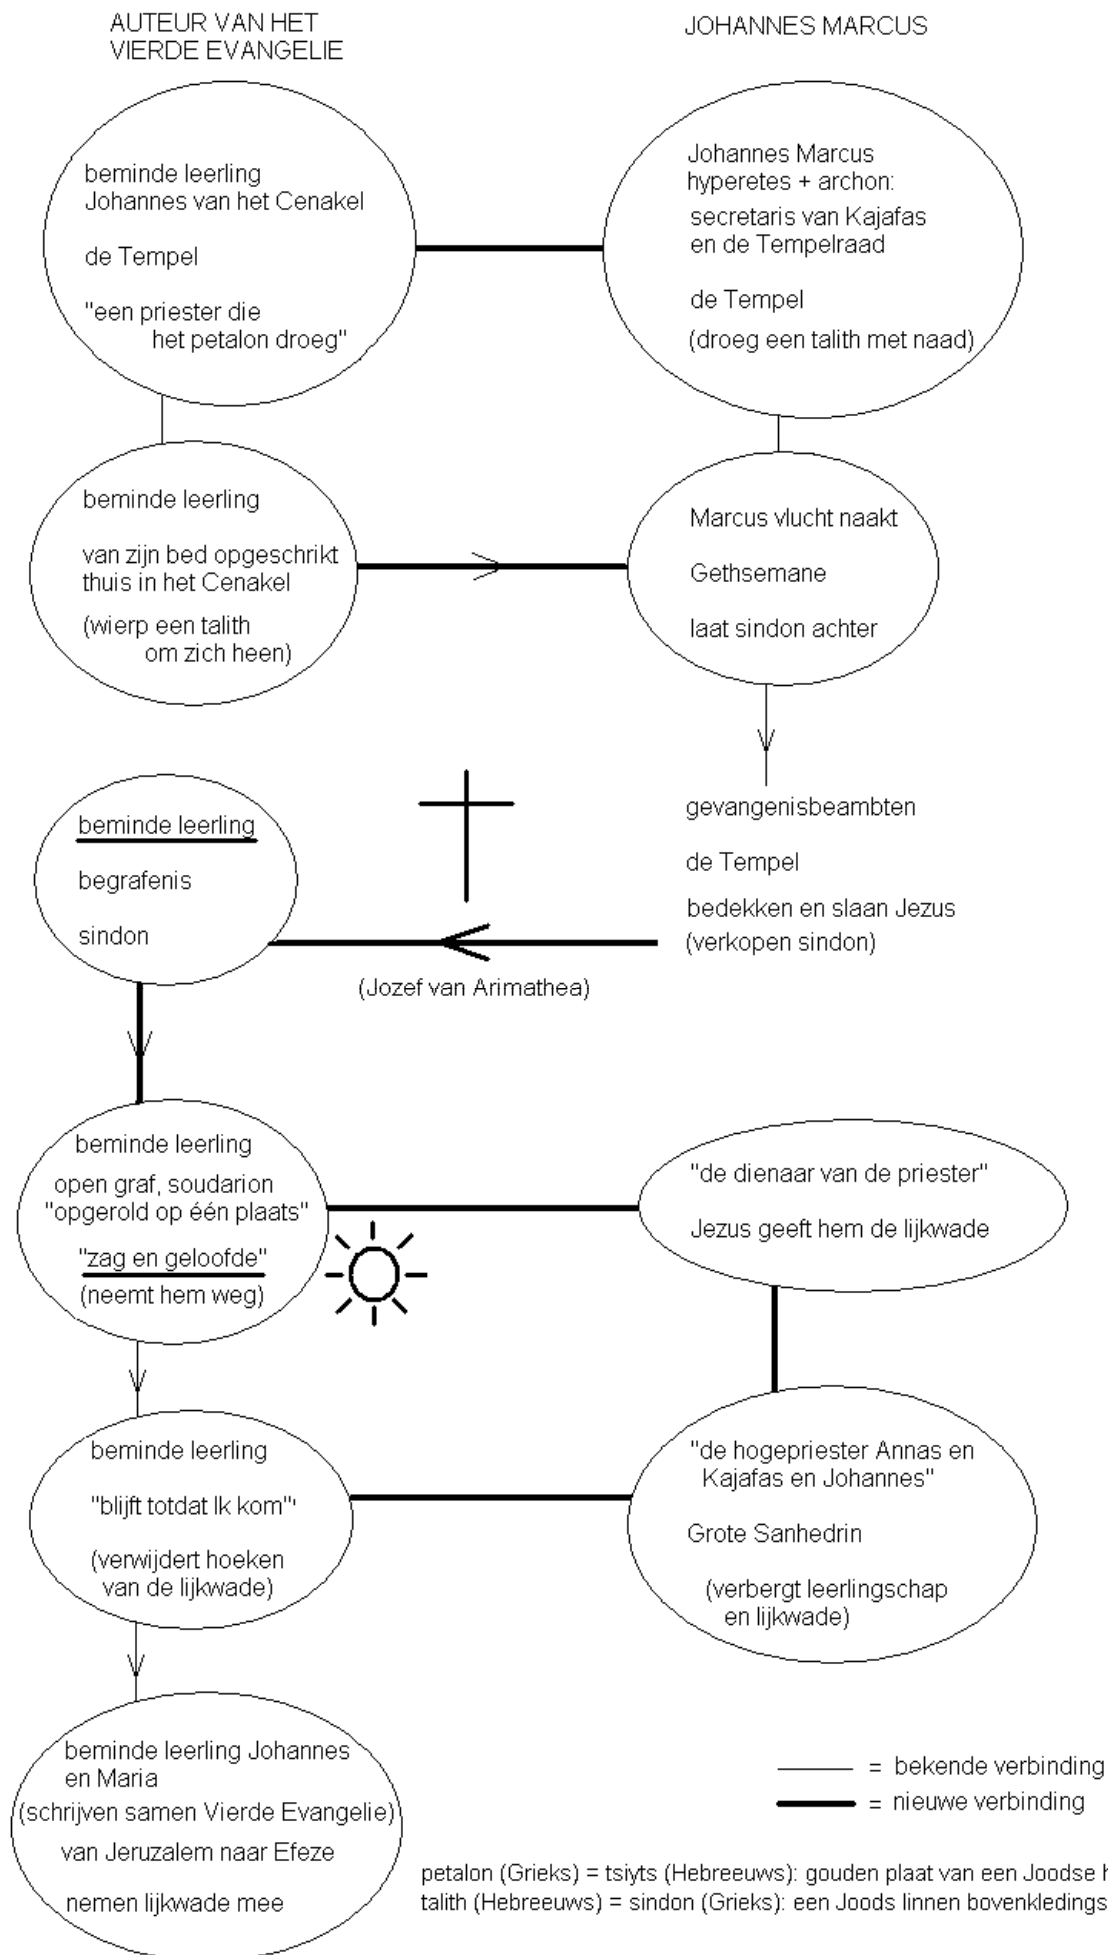 AUTEUR VAN HET
VIERDE EVANGELIE
JOHANNES MARCUS
beminde leerling
Johannes van het Cenakel
de Tempel
"een priester die
het petalon droeg"
Johannes Marcus
hyperetes + archon:
secretaris van Kajafas
en de Tempelraad
de Tempel
(droeg een talith met naad)
beminde leerling
van zijn bed opgeschrikt
thuis in het Cenakel
(wierp een talith
om zich heen)
Marcus vlucht naakt
Gethsemane
laat sindon achter
gevangenisbeambten
de Tempel
bedekken en slaan Jezus
(verkopen sindon)
(Jozef van Arimathea)
beminde leerling
begrafenis
sindon
beminde leerling
open graf, soudarion
"opgerold op één plaats"
"zag en geloofde"
(neemt hem weg)
"de dienaar van de priester"
Jezus geeft hem de lijkwade
beminde leerling
"blijft totdat Ik kom"'
(verwijdert hoeken
van de lijkwade)
"de hogepriester Annas en
Kajafas en Johannes"
Grote Sanhedrin
(verbergt leerlingschap
en lijkwade)
beminde leerling Johannes
en Maria
(schrijven samen Vierde Evangelie)
van Jeruzalem naar Efeze
nemen lijkwade mee
= bekende verbinding
= nieuwe verbinding
petalon (Grieks) = tsiyts (Hebreeuws): gouden plaat van een Joodse
talith (Hebreeuws) = sindon (Grieks): een Joods linnen bovenkledings